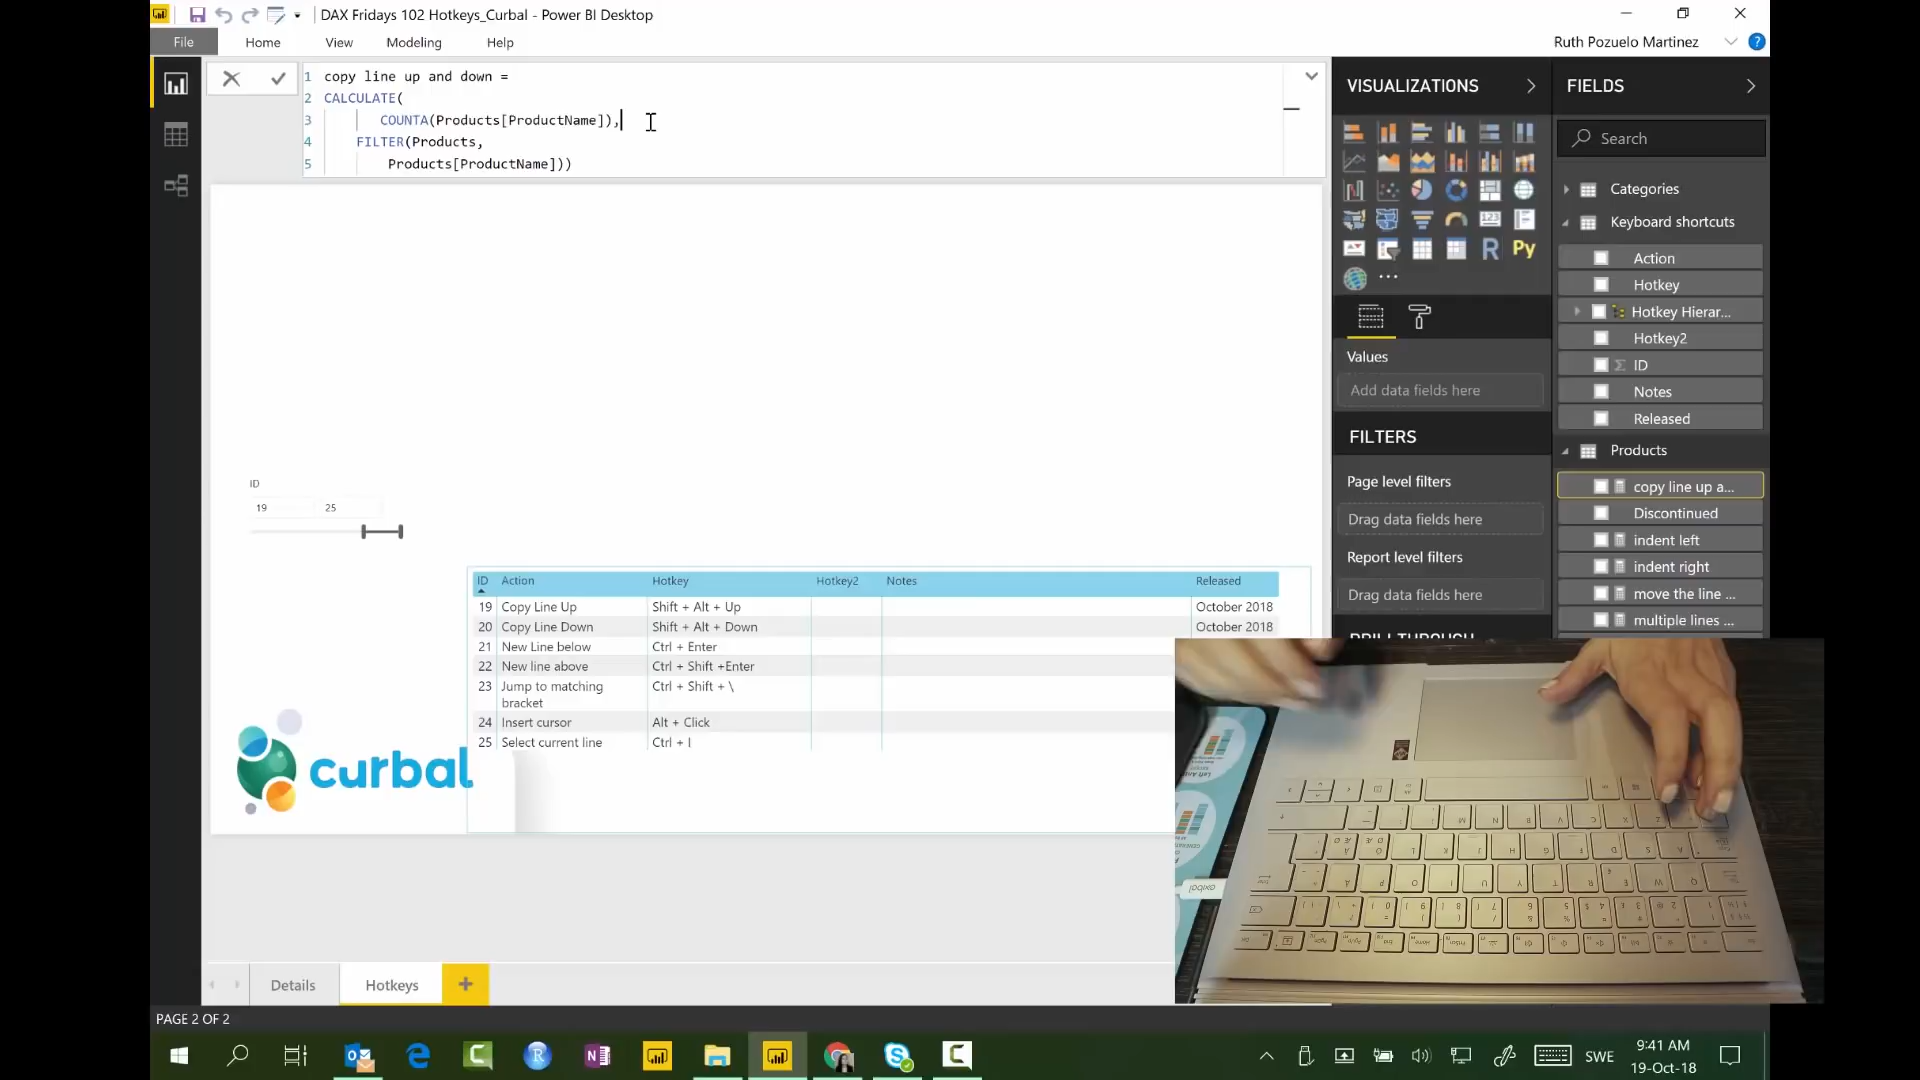 DAX Fridays 102 Hotkeys_Curbal - Power BI Desktop
File Home View Modeling Help
Ruth Pozuelo Martinez
?
1 copy line up and down =
2 CALCULATE(
3 COUNTA(Products[ProductName]),
4 FILTER(Products,
5 Products[ProductName]))
VISUALIZATIONS
R Py
Values
Add data fields here
FILTERS
Page level filters
Drag data fields here
Report level filters
Drag data fields here
DRILLTHROUGH
FIELDS
Search
Categories
Keyboard shortcuts
Action
Hotkey
Hotkey Hierar...
Hotkey2
Σ ID
Notes
Released
Products
copy line up a...
Discontinued
indent left
indent right
move the line ...
multiple lines ...
ID
19 25
ID Action Hotkey Hotkey2 Notes Released
19 Copy Line Up Shift + Alt + Up October 2018
20 Copy Line Down Shift + Alt + Down October 2018
21 New Line below Ctrl + Enter
22 New line above Ctrl + Shift +Enter
23 Jump to matching bracket Ctrl + Shift + \
24 Insert cursor Alt + Click
25 Select current line Ctrl + I
curbal
Details Hotkeys +
PAGE 2 OF 2
SWE
9:41 AM
19-Oct-18